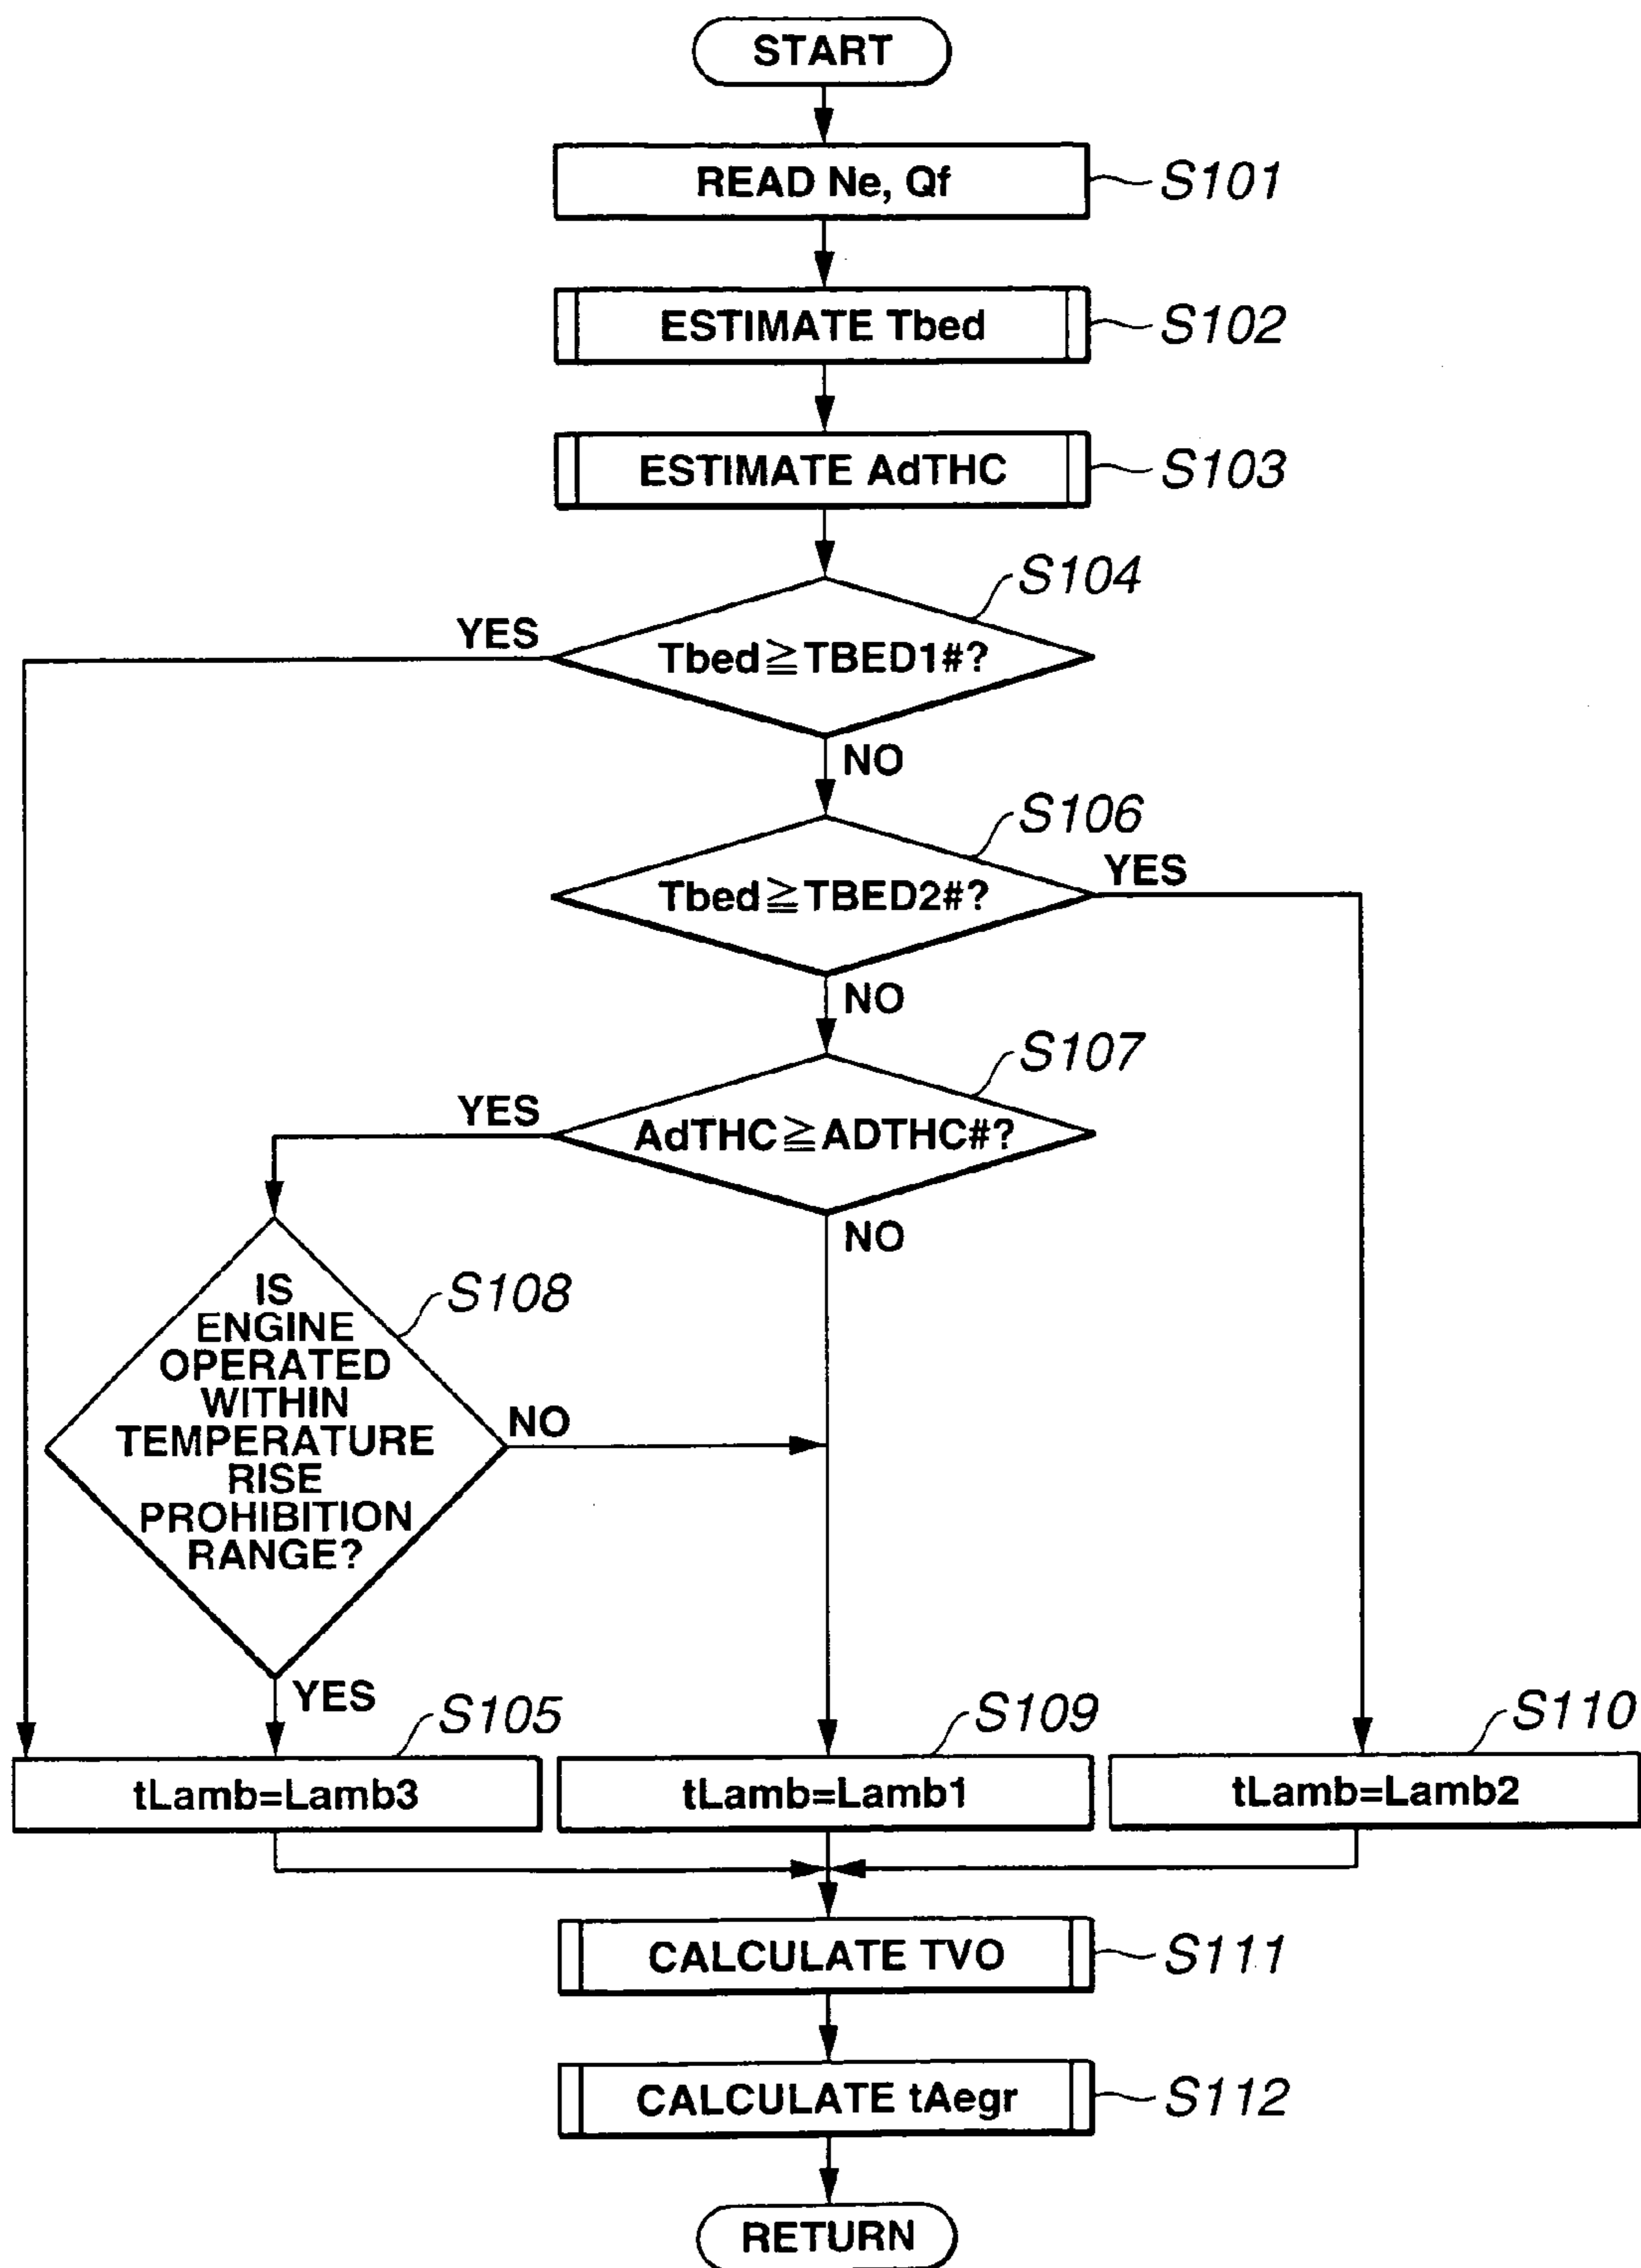 START
READ Ne, Qf
S101
ESTIMATE Tbed
S102
ESTIMATE AdTHC
S103
S104
YES
Tbed≧TBED1#?
NO
S106
YES
Tbed≧TBED2#?
NO
S107
YES
AdTHC≧ADTHC#?
NO
S108
IS
ENGINE
OPERATED
WITHIN
TEMPERATURE
RISE
PROHIBITION
RANGE?
NO
YES
S105
S109
S110
tLamb=Lamb3
tLamb=Lamb1
tLamb=Lamb2
CALCULATE TVO
S111
CALCULATE tAegr
S112
RETURN